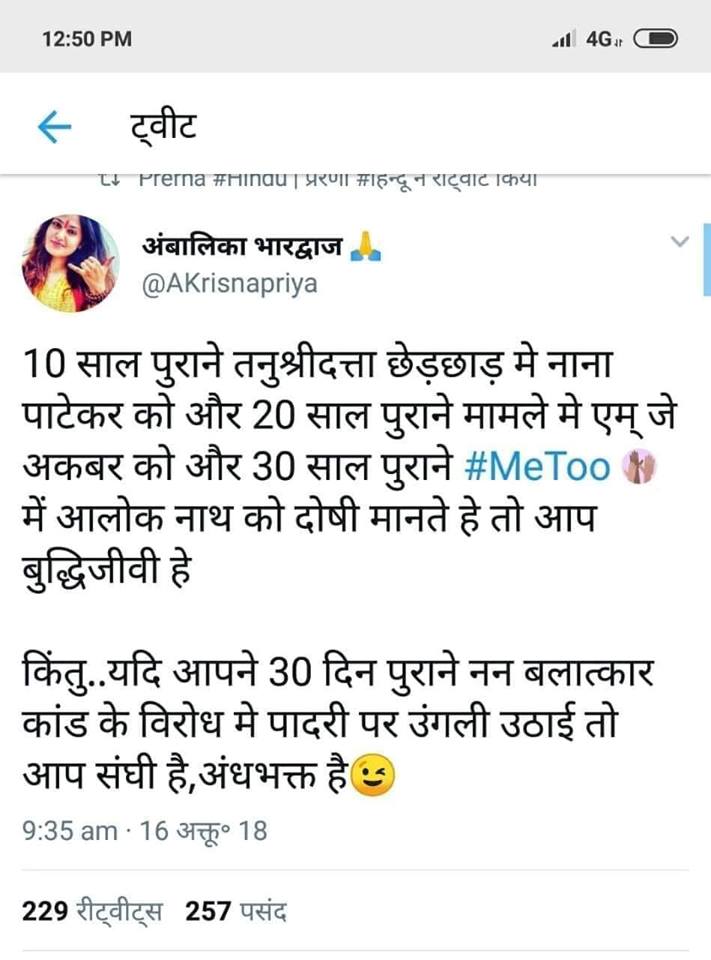 12:50 PM 4G
ट्वीट
Prerna #Hindu | प्रेरणा #हिन्दू ने रीट्वीट किया
अंबालिका भारद्वाज 🙏
@AKrisnapriya
10 साल पुराने तनुश्रीदत्ता छेड़छाड़ मे नाना
पाटेकर को और 20 साल पुराने मामले मे एम् जे
अकबर को और 30 साल पुराने #MeToo
में आलोक नाथ को दोषी मानते हे तो आप
बुद्धिजीवी हे
किंतु..यदि आपने 30 दिन पुराने नन बलात्कार
कांड के विरोध मे पादरी पर उंगली उठाई तो
आप संघी है,अंधभक्त है😉
9:35 am · 16 अक्तू॰ 18
229 रीट्वीट्स 257 पसंद